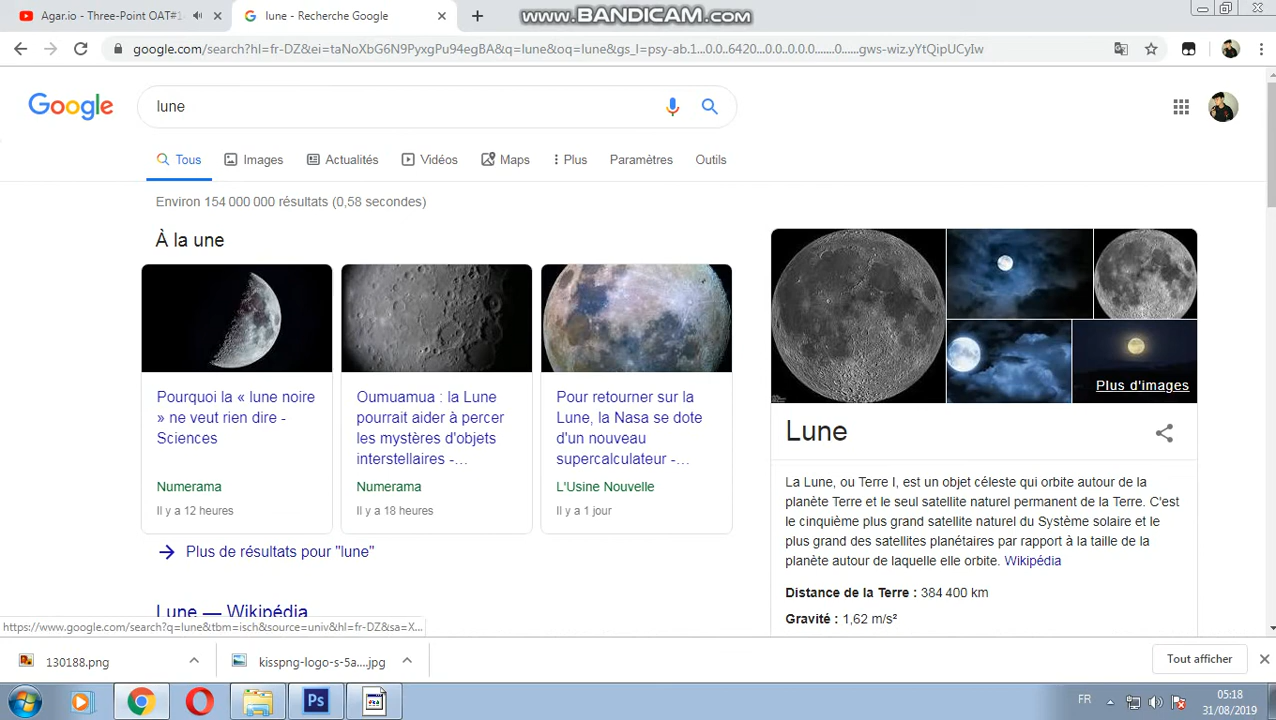 www.BANDICAM.com
Agar.io - Three-Point OAT#1
lune - Recherche Google
google.com/search?hl=fr-DZ&ei=taNoXbG6N9PyxgPu94egBA&q=lune&oq=lune&gs_l=psy-ab.1...0.0..6420...0.0..0.0.0.......0......gws-wiz.yYtQipUCyIw
Google
lune
Tous
Images
Actualités
Vidéos
Maps
Plus
Paramètres
Outils
Environ 154 000 000 résultats (0,58 secondes)
À la une
Pourquoi la « lune noire
» ne veut rien dire -
Sciences
Numerama
Il y a 12 heures
Oumuamua : la Lune
pourrait aider à percer
les mystères d'objets
interstellaires -...
Numerama
Il y a 18 heures
Pour retourner sur la
Lune, la Nasa se dote
d'un nouveau
supercalculateur -...
L'Usine Nouvelle
Il y a 1 jour
Plus de résultats pour "lune"
Lune — Wikipédia
Plus d'images
Lune
La Lune, ou Terre I, est un objet céleste qui orbite autour de la
planète Terre et le seul satellite naturel permanent de la Terre. C'est
le cinquième plus grand satellite naturel du Système solaire et le
plus grand des satellites planétaires par rapport à la taille de la
planète autour de laquelle elle orbite. Wikipédia
Distance de la Terre : 384 400 km
Gravité : 1,62 m/s²
https://www.google.com/search?q=lune&tbm=isch&source=univ&hl=fr-DZ&sa=X...
130188.png
kisspng-logo-s-5a....jpg
Tout afficher
Ps
FR
05:18
31/08/2019